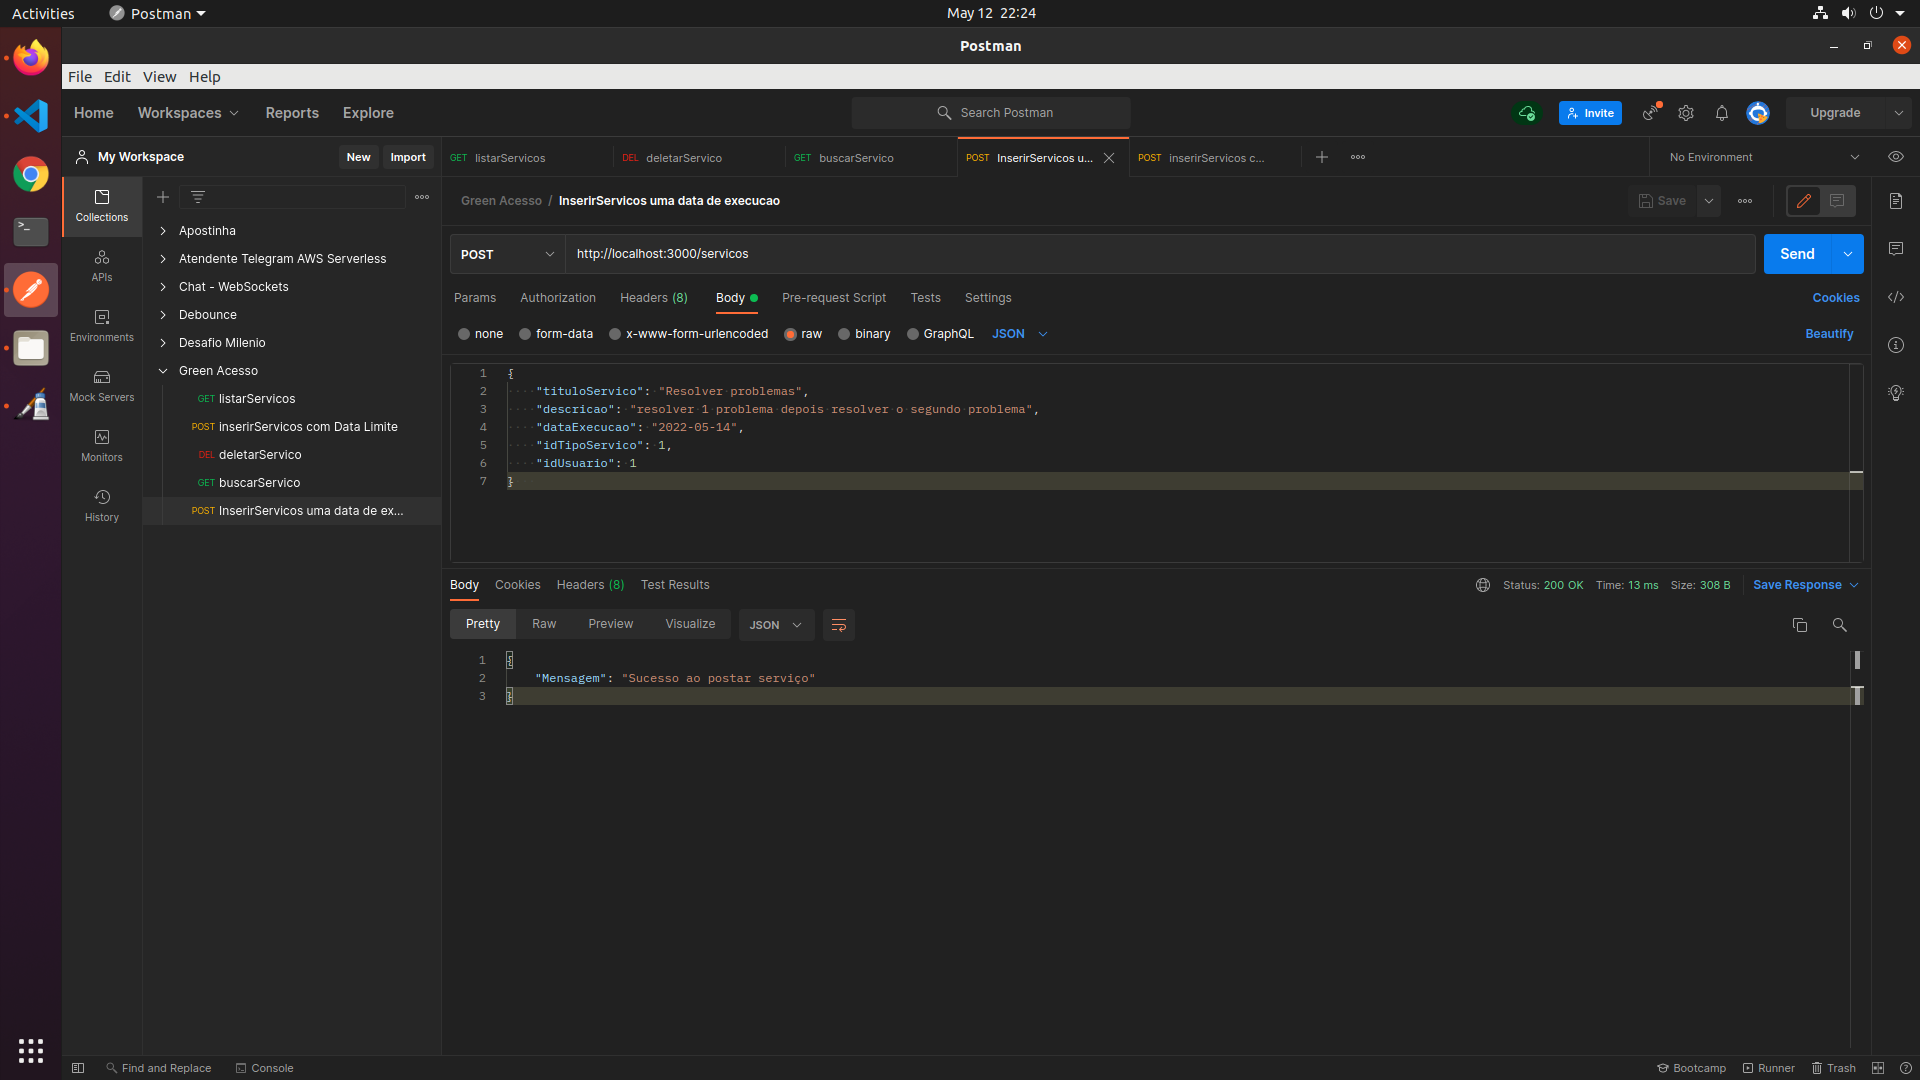 Activities
Postman
May 12 22:24
Postman
File Edit View Help
Home Workspaces Reports Explore
Search Postman
Invite
Upgrade
My Workspace
New Import
GET listarServicos
DEL deletarServico
GET buscarServico
POST InserirServicos u...
POST inserirServicos c...
No Environment
Collections
APIs
Environments
Mock Servers
Monitors
History
Apostinha
Atendente Telegram AWS Serverless
Chat - WebSockets
Debounce
Desafio Milenio
Green Acesso
GET listarServicos
POST inserirServicos com Data Limite
DEL deletarServico
GET buscarServico
POST InserirServicos uma data de ex...
Green Acesso / InserirServicos uma data de execucao
Save
POST http://localhost:3000/servicos
Send
Params Authorization Headers (8) Body Pre-request Script Tests Settings
Cookies
none form-data x-www-form-urlencoded raw binary GraphQL JSON
Beautify
1 {
2 "tituloServico": "Resolver problemas",
3 "descricao": "resolver 1 problema depois resolver o segundo problema",
4 "dataExecucao": "2022-05-14",
5 "idTipoServico": 1,
6 "idUsuario": 1
7 }
Body Cookies Headers (8) Test Results
Status: 200 OK Time: 13 ms Size: 308 B Save Response
Pretty Raw Preview Visualize JSON
1 {
2 "Mensagem": "Sucesso ao postar serviço"
3 }
Find and Replace Console
Bootcamp Runner Trash